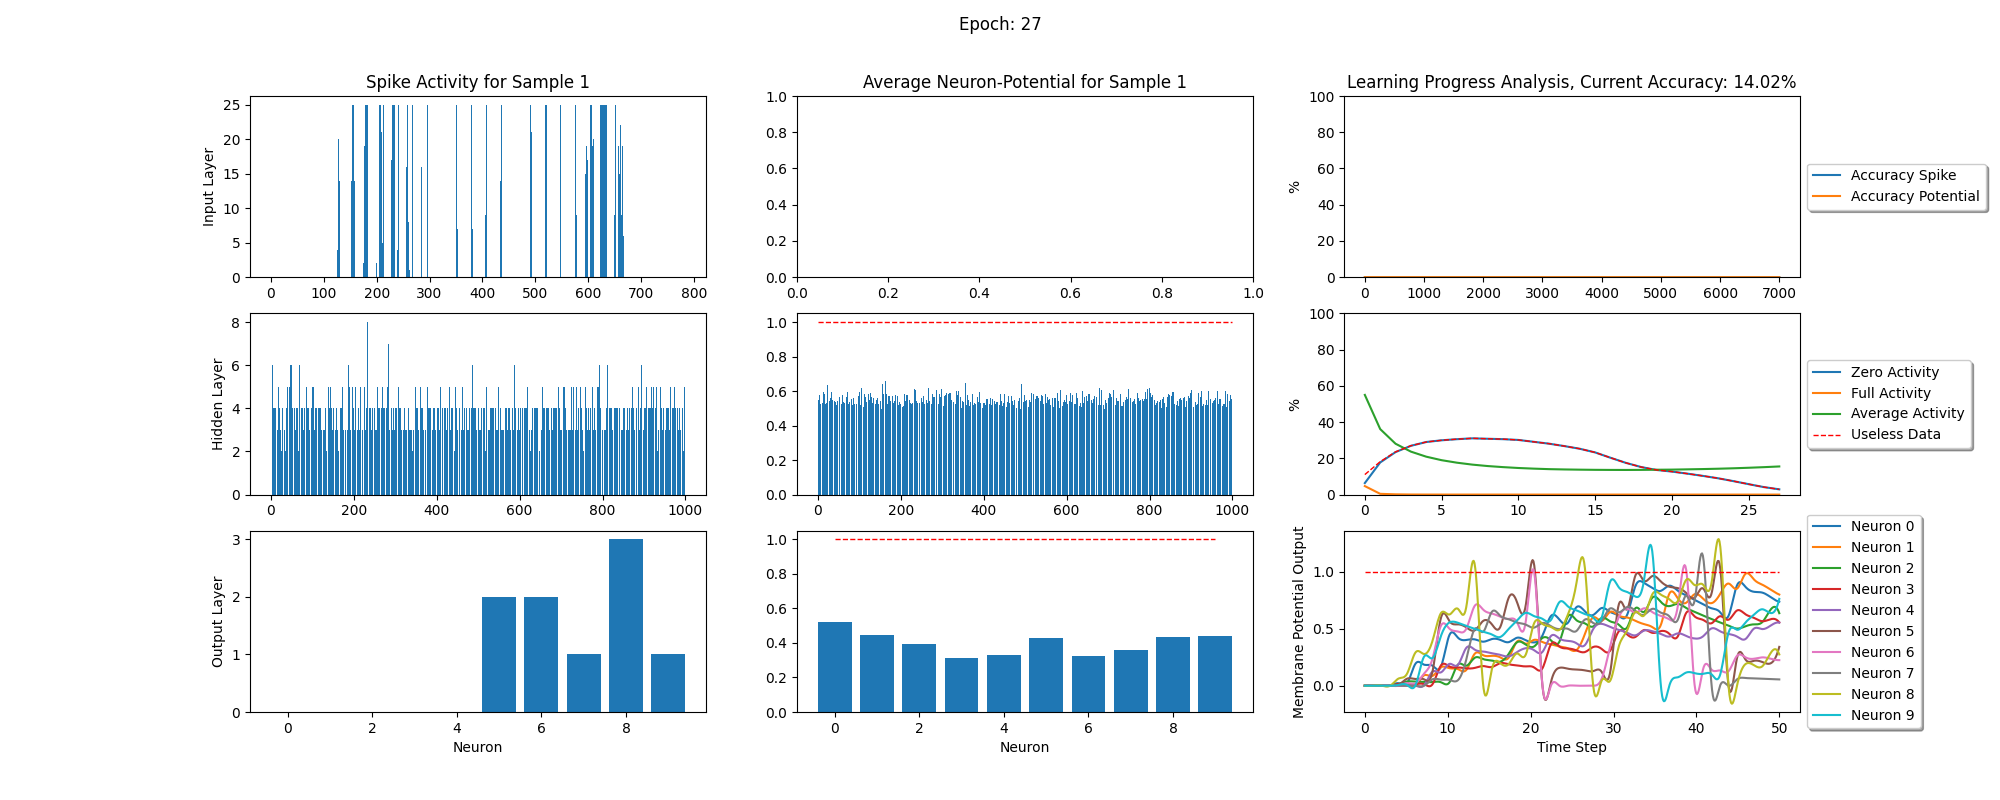 Epoch: 27
Spike Activity for Sample 1
Average Neuron-Potential for Sample 1
Learning Progress Analysis, Current Accuracy: 14.02%
Input Layer
25
20
15
10
5
0
0 100 200 300 400 500 600 700 800
1.0
0.8
0.6
0.4
0.2
0.0
0.0 0.2 0.4 0.6 0.8 1.0
%
100
80
60
40
20
0
0 1000 2000 3000 4000 5000 6000 7000
Accuracy Spike
Accuracy Potential
Hidden Layer
8
6
4
2
0
0 200 400 600 800 1000
1.0
0.8
0.6
0.4
0.2
0.0
0 200 400 600 800 1000
%
100
80
60
40
20
0
0 5 10 15 20 25
Zero Activity
Full Activity
Average Activity
Useless Data
Output Layer
3
2
1
0
0 2 4 6 8
Neuron
1.0
0.8
0.6
0.4
0.2
0.0
0 2 4 6 8
Neuron
Membrane Potential Output
1.0
0.5
0.0
0 10 20 30 40 50
Time Step
Neuron 0
Neuron 1
Neuron 2
Neuron 3
Neuron 4
Neuron 5
Neuron 6
Neuron 7
Neuron 8
Neuron 9